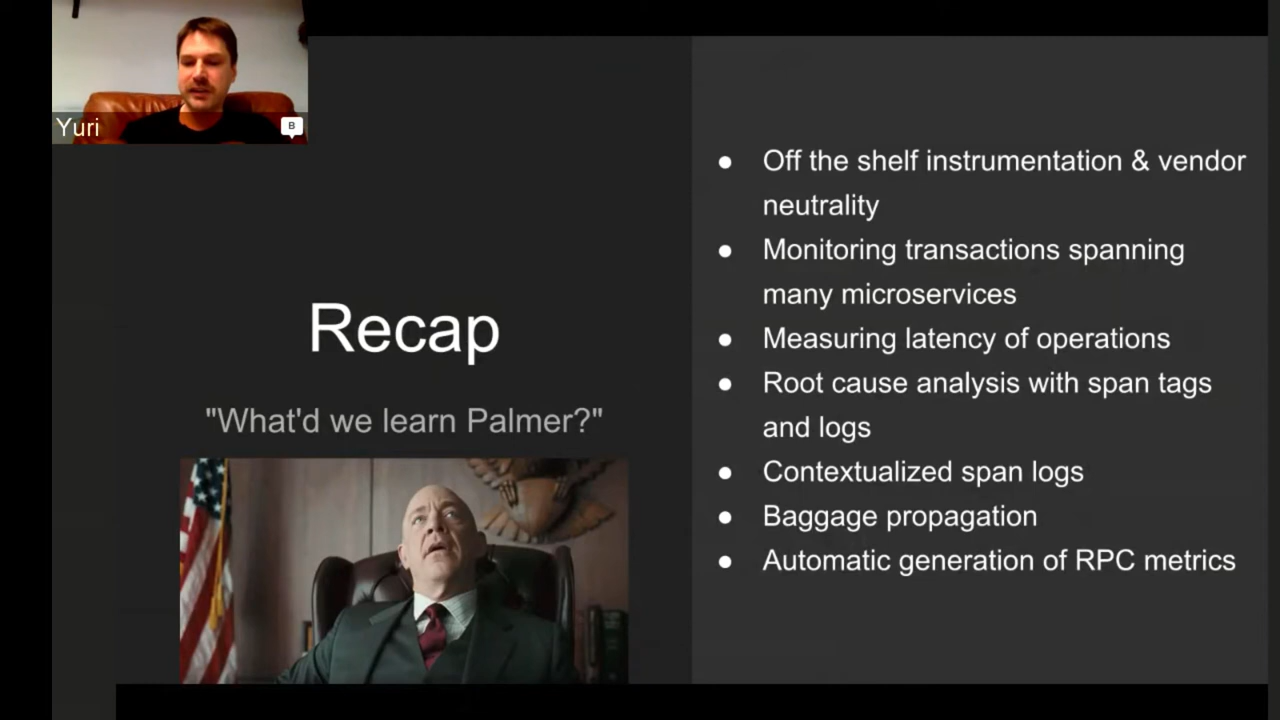 Yuri
B
Recap
"What'd we learn Palmer?"
● Off the shelf instrumentation & vendor
neutrality
● Monitoring transactions spanning
many microservices
● Measuring latency of operations
● Root cause analysis with span tags
and logs
● Contextualized span logs
● Baggage propagation
● Automatic generation of RPC metrics